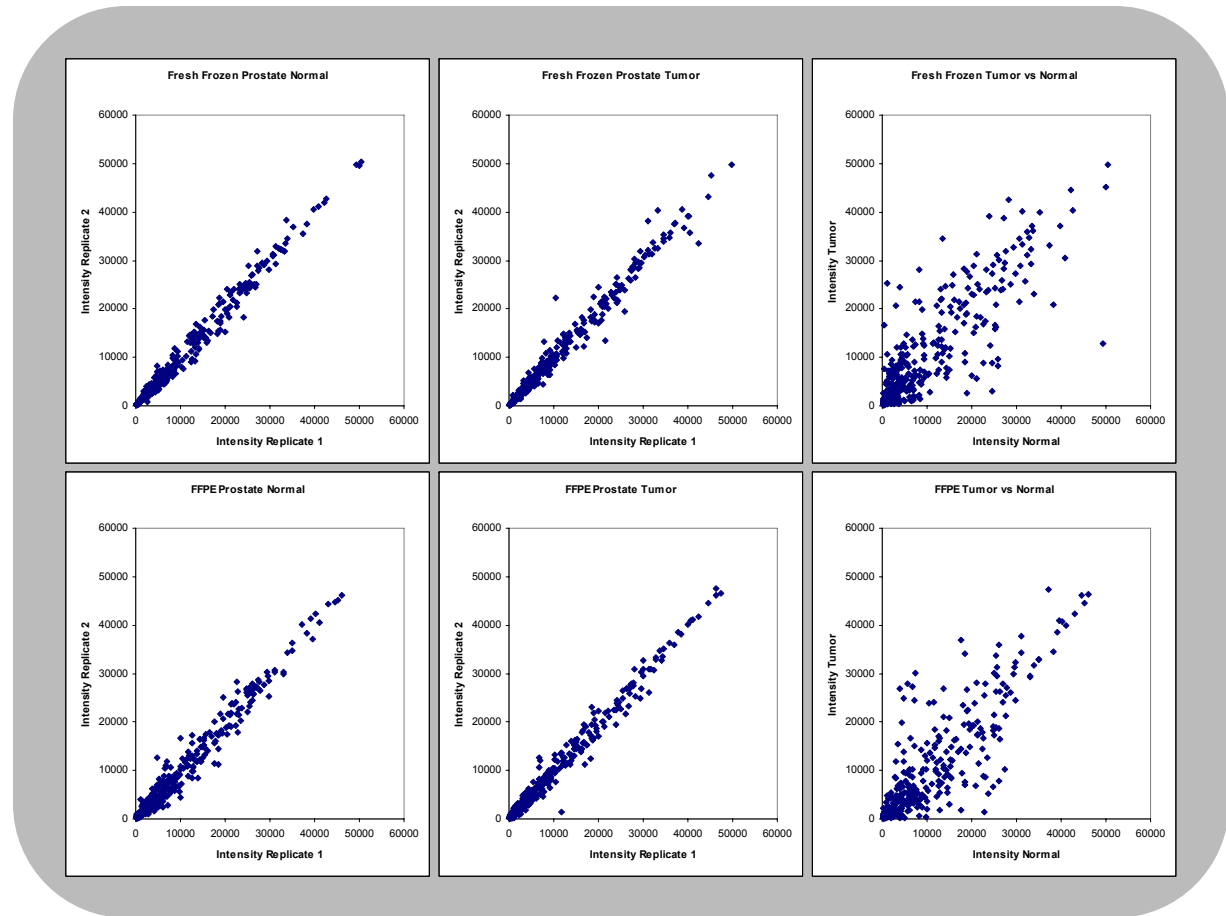 Fresh Frozen Prostate Normal
60000
50000
40000
30000
20000
10000
0
0 10000 20000 30000 40000 50000 60000
Intensity Replicate 1
Intensity Replicate 2
Fresh Frozen Prostate Tumor
60000
50000
40000
30000
20000
10000
0
0 10000 20000 30000 40000 50000 60000
Intensity Replicate 1
Intensity Replicate 2
Fresh Frozen Tumor vs Normal
60000
50000
40000
30000
20000
10000
0
0 10000 20000 30000 40000 50000 60000
Intensity Normal
Intensity Tumor
FFPE Prostate Normal
60000
50000
40000
30000
20000
10000
0
0 10000 20000 30000 40000 50000 60000
Intensity Replicate 1
Intensity Replicate 2
FFPE Prostate Tumor
60000
50000
40000
30000
20000
10000
0
0 10000 20000 30000 40000 50000 60000
Intensity Replicate 1
Intensity Replicate 2
FFPE Tumor vs Normal
60000
50000
40000
30000
20000
10000
0
0 10000 20000 30000 40000 50000 60000
Intensity Normal
Intensity Tumor